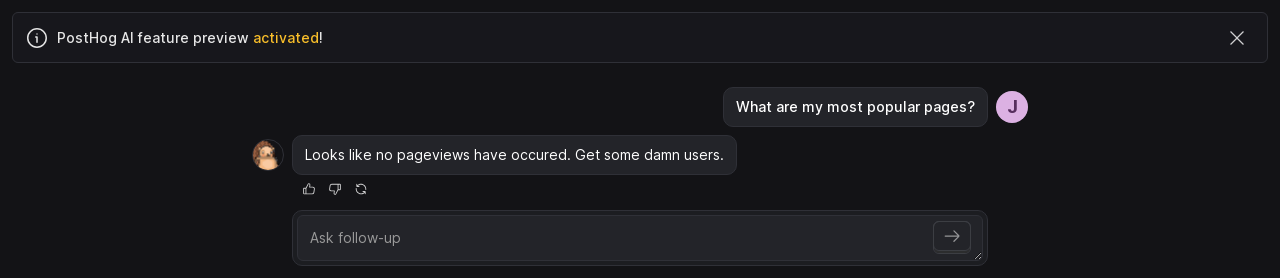 PostHog AI feature preview activated!
What are my most popular pages?
J
Looks like no pageviews have occured. Get some damn users.
Ask follow-up